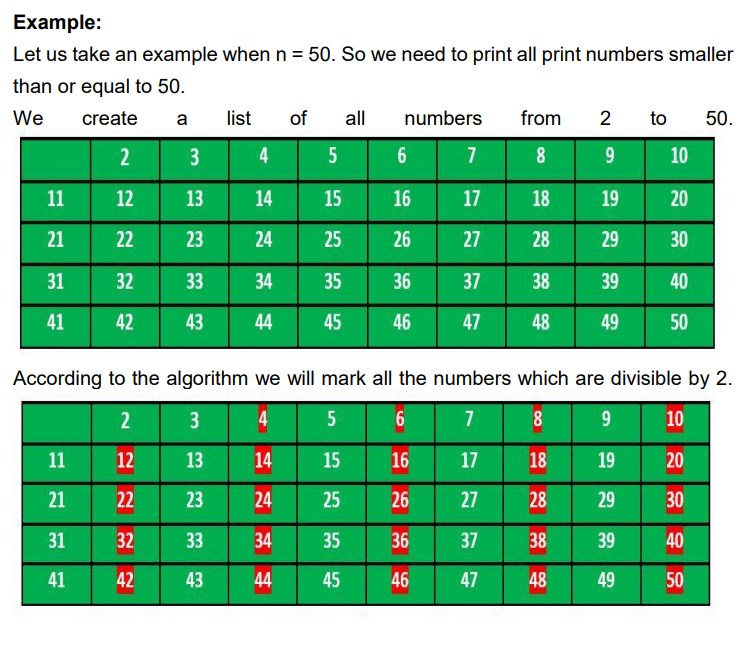 Example:
Let us take an example when n = 50. So we need to print all print numbers smaller
than or equal to 50.
We create a list of all numbers from 2 to 50.
2 3 4 5 6 7 8 9 10
11 12 13 14 15 16 17 18 19 20
21 22 23 24 25 26 27 28 29 30
31 32 33 34 35 36 37 38 39 40
41 42 43 44 45 46 47 48 49 50
According to the algorithm we will mark all the numbers which are divisible by 2.
2 3 4 5 6 7 8 9 10
11 12 13 14 15 16 17 18 19 20
21 22 23 24 25 26 27 28 29 30
31 32 33 34 35 36 37 38 39 40
41 42 43 44 45 46 47 48 49 50